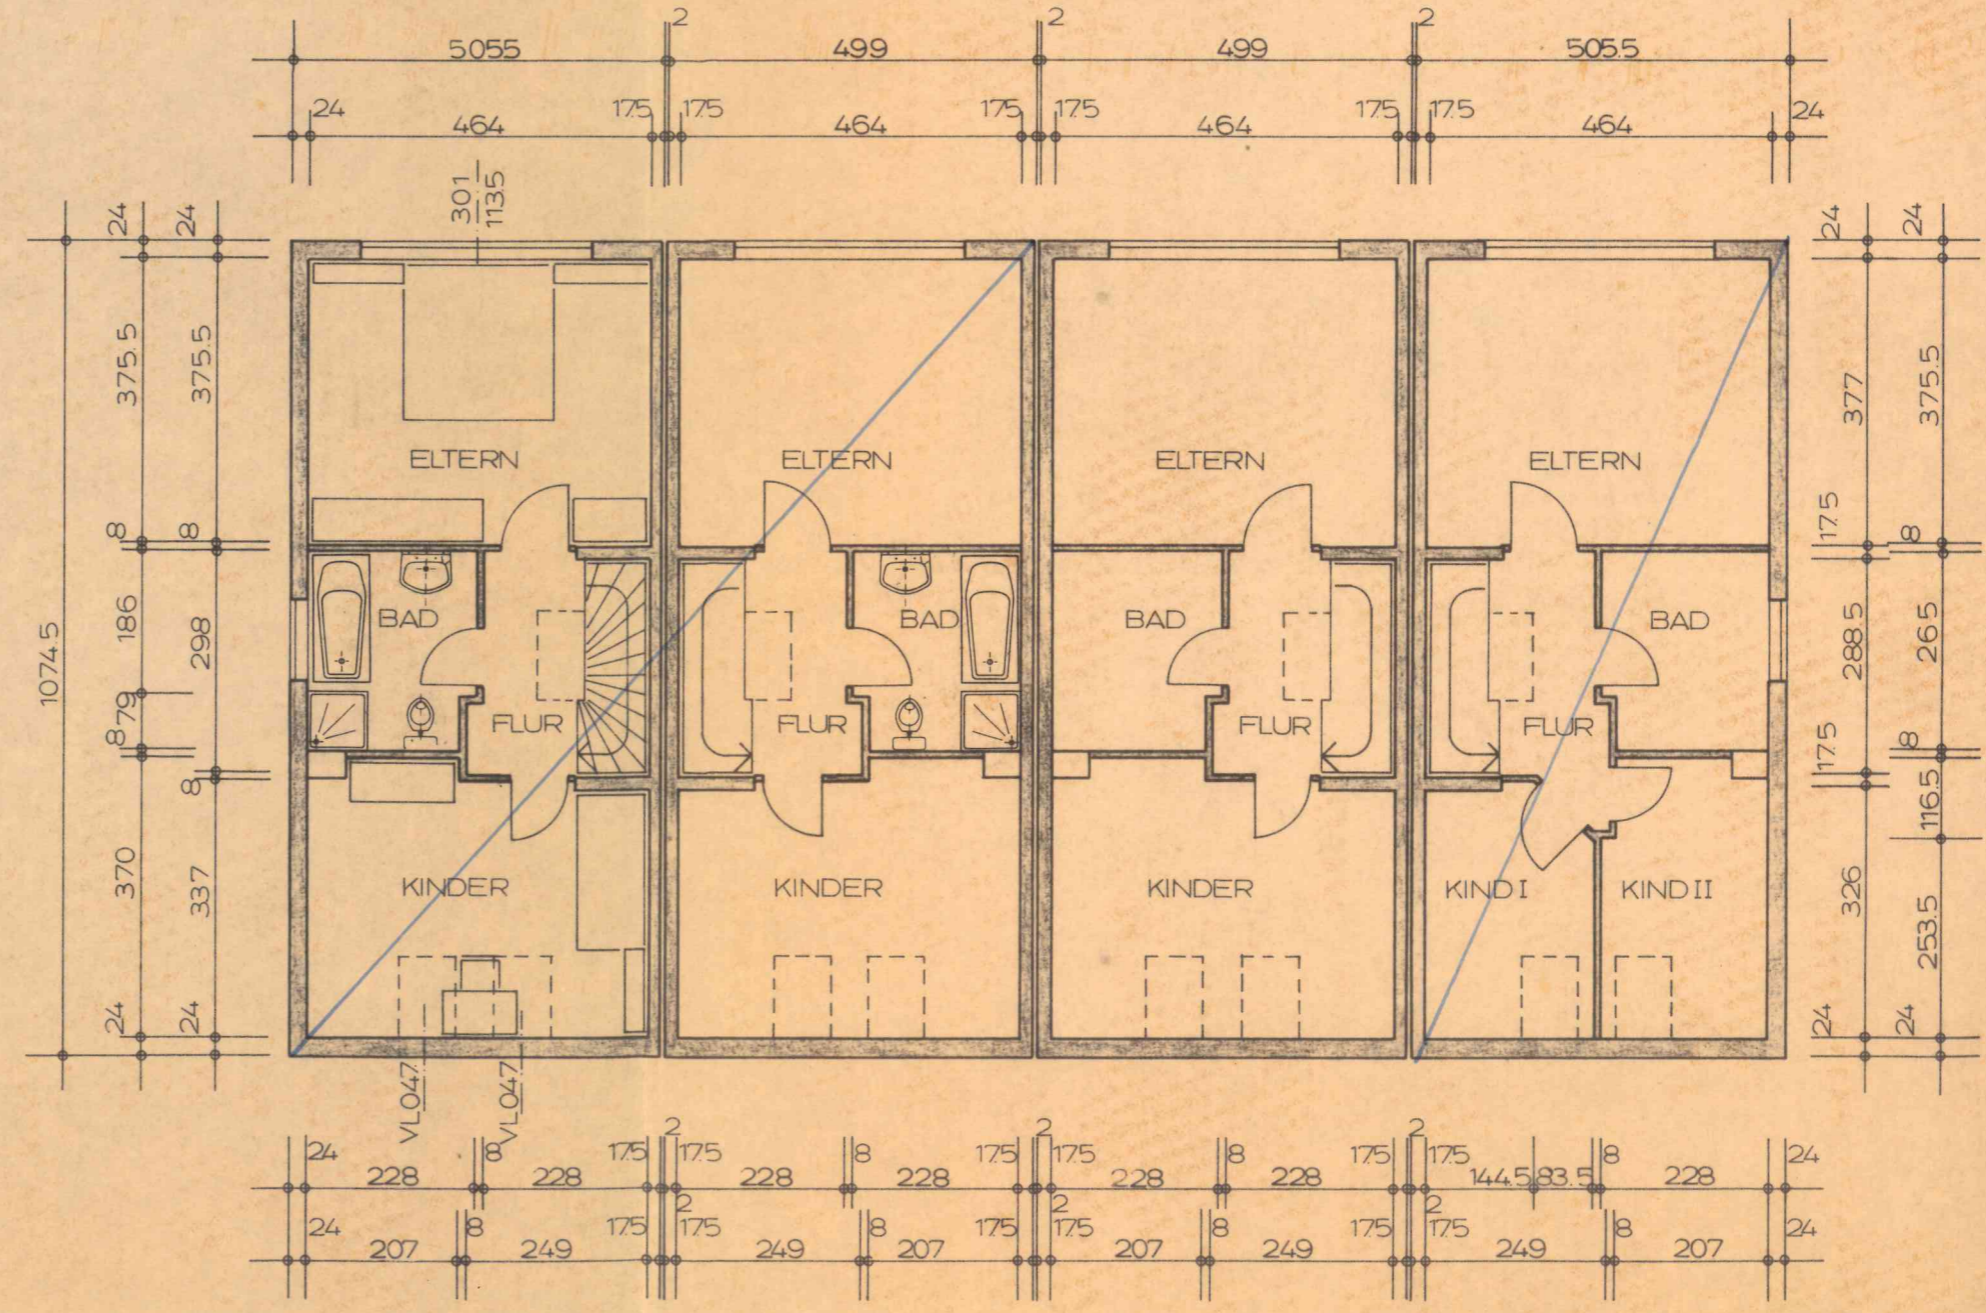 2 2 2
5055 499 499 505.5
24 17.5 17.5 17.5 17.5 17.5 17.5 24
464 464 464 464
301
113.5
24 24 24 24
375.5 375.5 377 375.5
ELTERN ELTERN ELTERN ELTERN
8 8 17.5 8
186 298 288.5 265
BAD BAD BAD BAD
1074.5
879
FLUR FLUR FLUR FLUR
8 17.5 8
116.5
370 337 326 253.5
KINDER KINDER KINDER KIND I KIND II
24 24 24 24
VL047 VL047
2 2 2
24 8 17.5 17.5 8 17.5 17.5 8 17.5 17.5 8 24
228 228 228 228 228 228 144.5 83.5 228
2 2 2
24 8 17.5 17.5 8 17.5 17.5 8 17.5 17.5 8 24
207 249 249 207 207 249 249 207